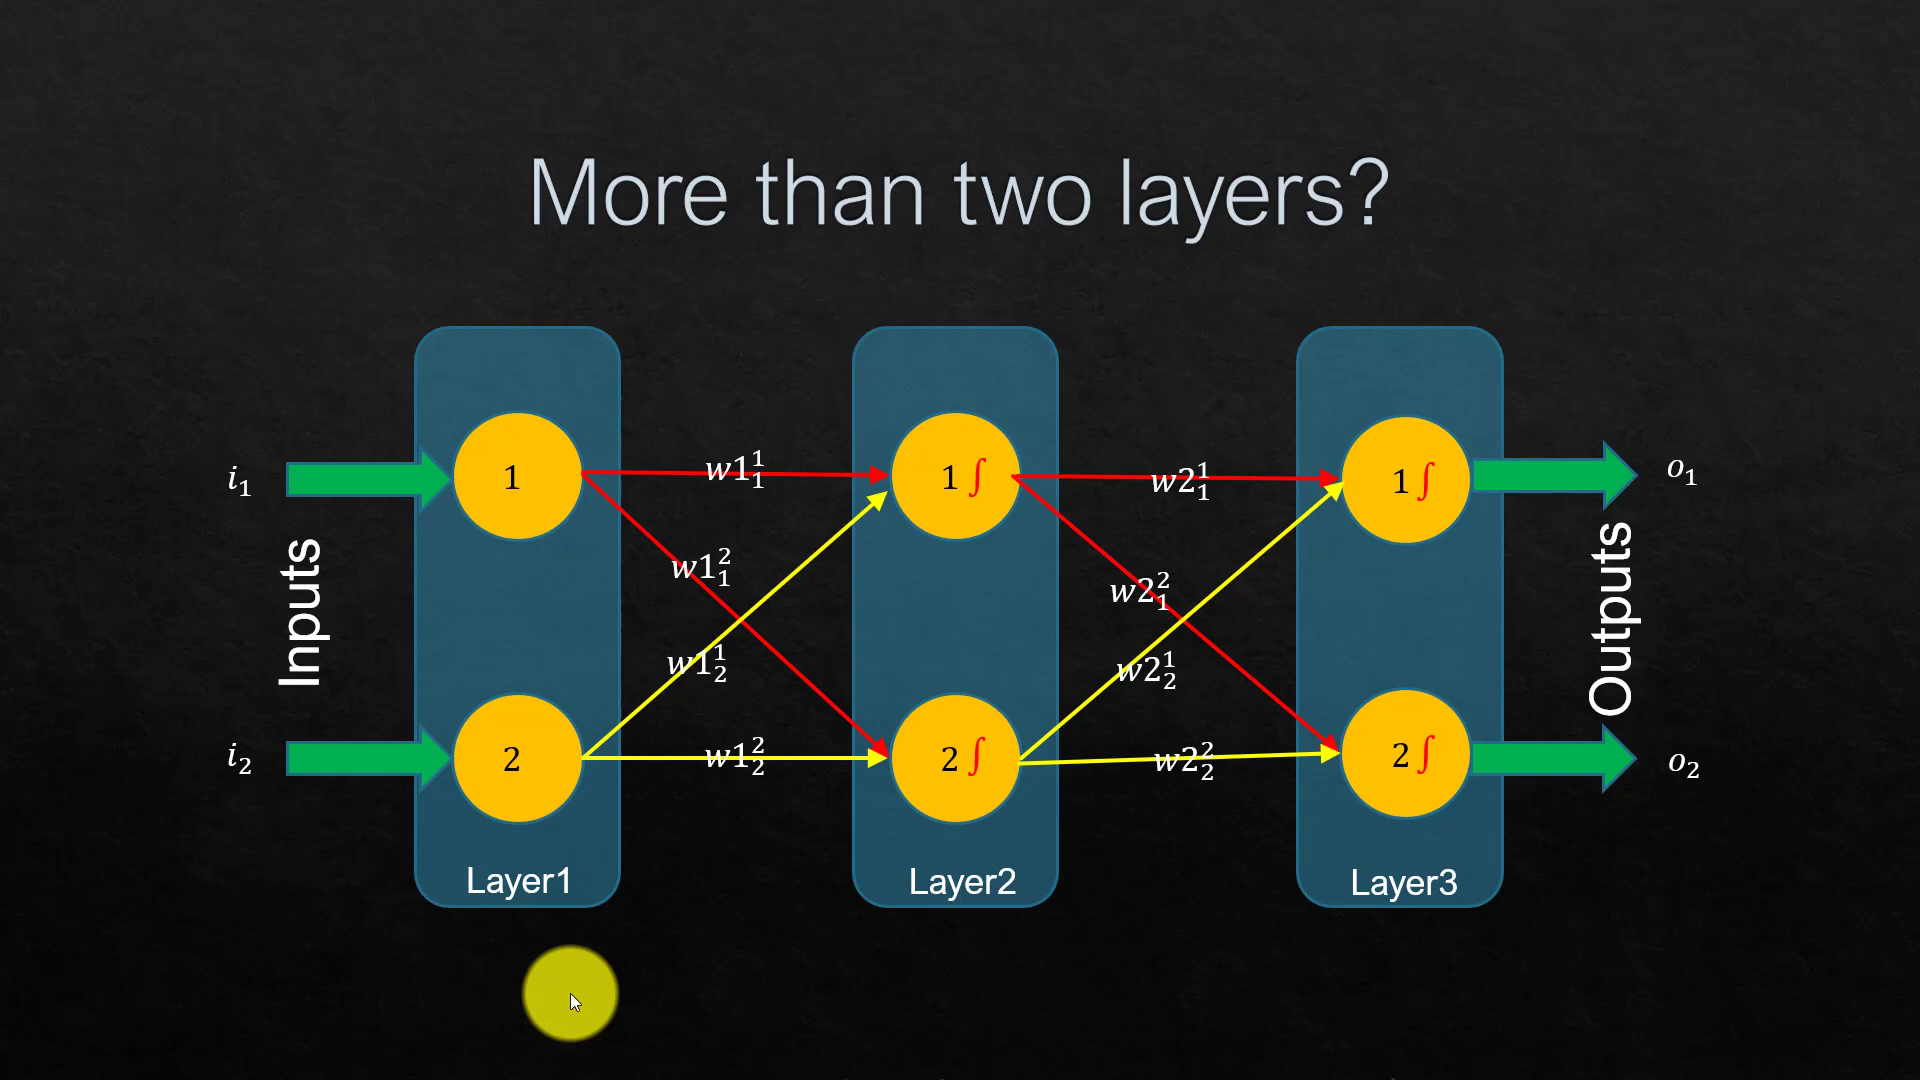 More than two layers?
i₁
Inputs
i₂
1
2
Layer1
w1₁¹
w1₁²
w1₂¹
w1₂²
1 ∫
2 ∫
Layer2
w2₁¹
w2₁²
w2₂¹
w2₂²
1 ∫
2 ∫
Layer3
o₁
Outputs
o₂